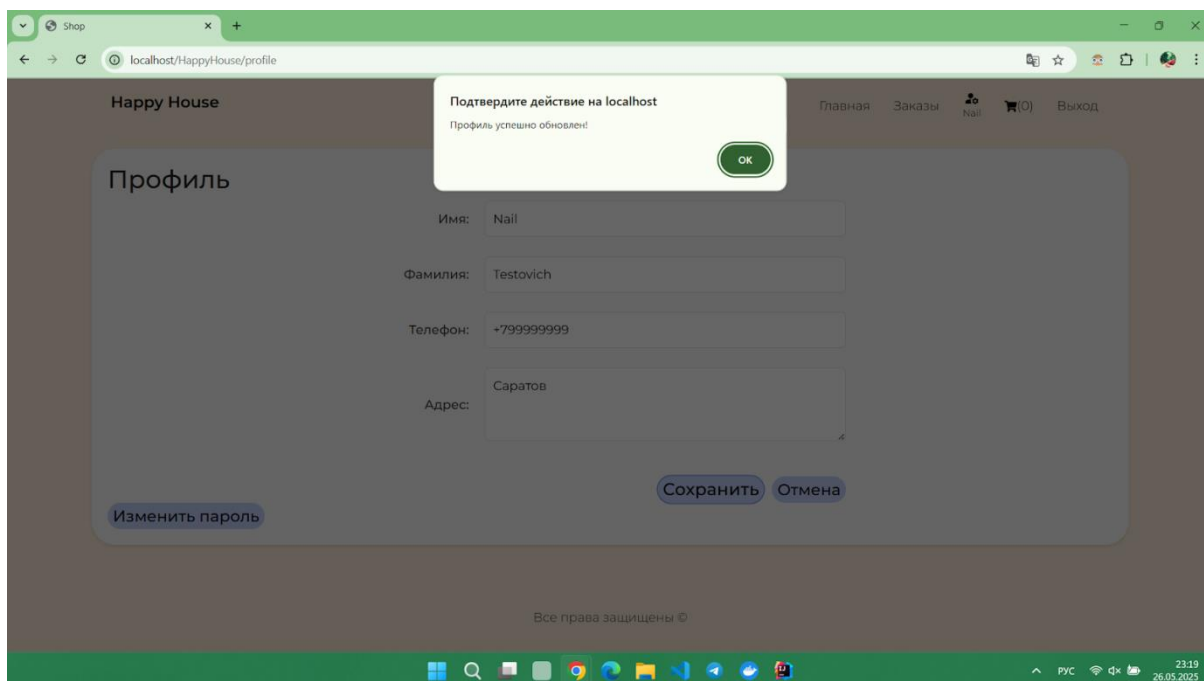 Shop
localhost/HappyHouse/profile
Happy House
Главная Заказы Nail (0) Выход
Подтвердите действие на localhost
Профиль успешно обновлен!
ОК
Профиль
Имя: Nail
Фамилия: Testovich
Телефон: +799999999
Адрес: Саратов
Сохранить Отмена
Изменить пароль
Все права защищены ©
РУС 23:19
26.05.2025